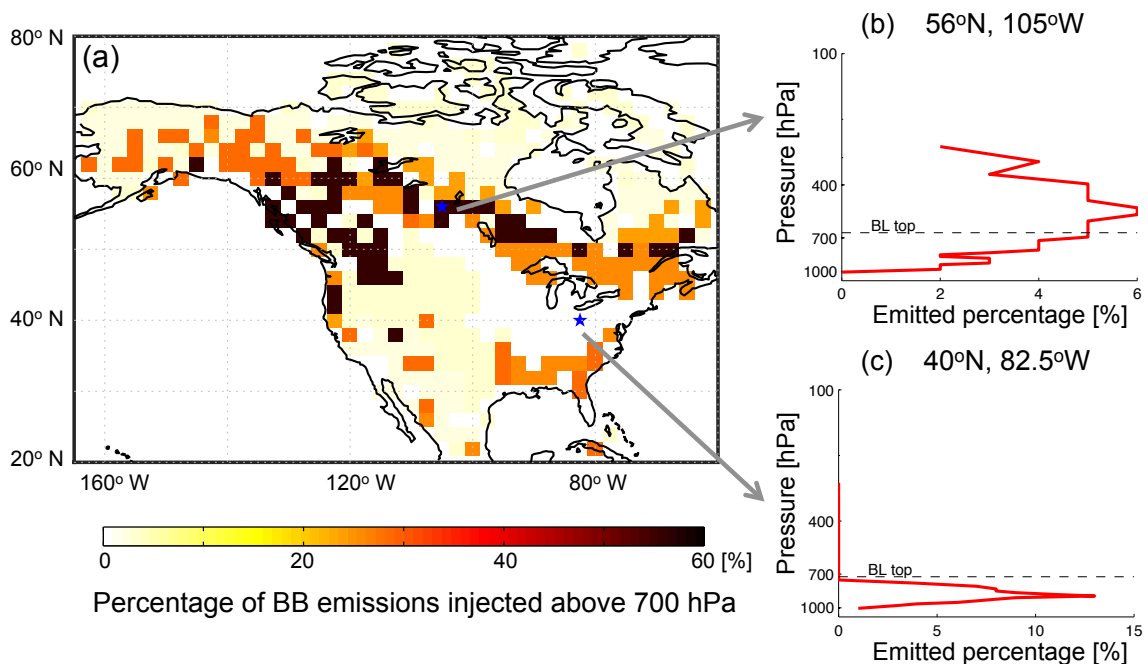 (a)
80° N
60° N
40° N
20° N
160° W
120° W
80° W
0
20
40
60 [%]
Percentage of BB emissions injected above 700 hPa
(b)
56°N, 105°W
Pressure [hPa]
100
400
700
1000
BL top
0
2
4
6
Emitted percentage [%]
(c)
40°N, 82.5°W
Pressure [hPa]
100
400
700
1000
BL top
0
5
10
15
Emitted percentage [%]